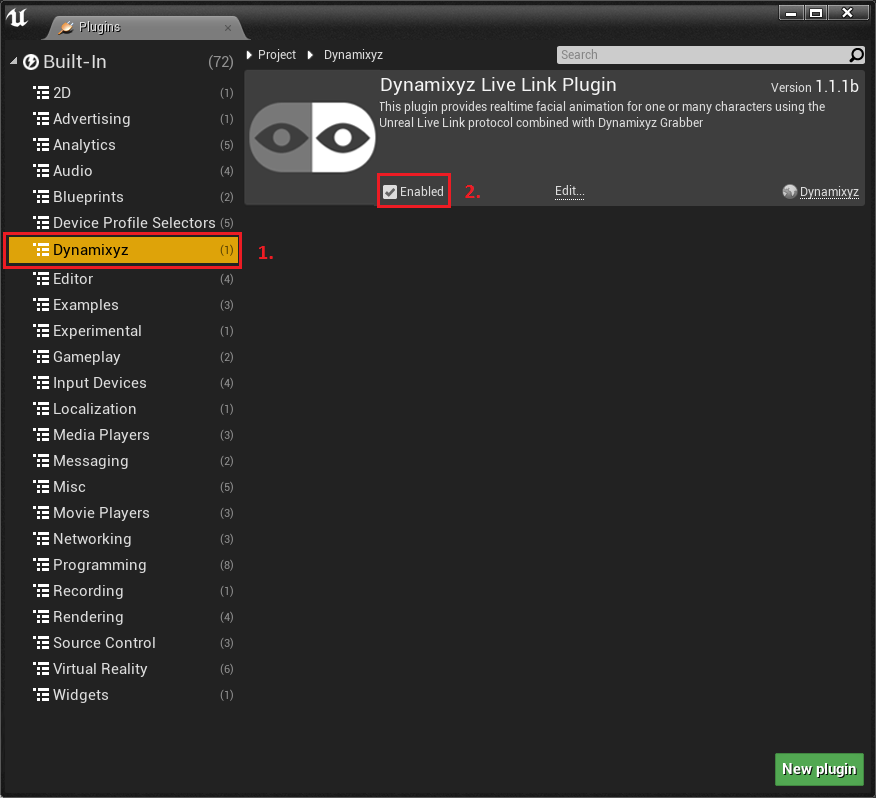 Plugins
Built-In (72)
2D (1)
Advertising (1)
Analytics (5)
Audio (4)
Blueprints (2)
Device Profile Selectors (5)
Dynamixyz (1)
1.
Editor (4)
Examples (3)
Experimental (1)
Gameplay (2)
Input Devices (4)
Localization (1)
Media Players (3)
Messaging (2)
Misc (5)
Movie Players (3)
Networking (3)
Programming (8)
Recording (1)
Rendering (4)
Source Control (3)
Virtual Reality (6)
Widgets (1)
Project Dynamixyz
Search
Dynamixyz Live Link Plugin
Version 1.1.1b
This plugin provides realtime facial animation for one or many characters using the
Unreal Live Link protocol combined with Dynamixyz Grabber
Enabled
2.
Edit...
Dynamixyz
New plugin